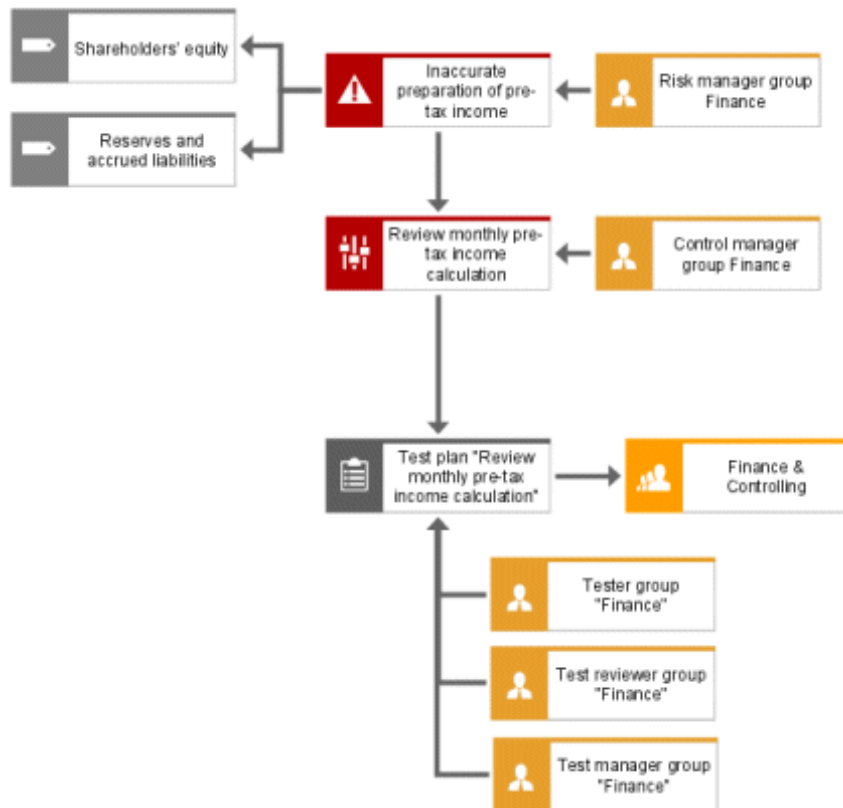 Shareholders' equity
Reserves and
accrued liabilities
Inaccurate
preparation of pre-
tax income
Risk manager group
Finance
Review monthly pre-
tax income
calculation
Control manager
group Finance
Test plan "Review
monthly pre-tax
income calculation"
Finance &
Controlling
Tester group
"Finance"
Test reviewer group
"Finance"
Test manager group
"Finance"